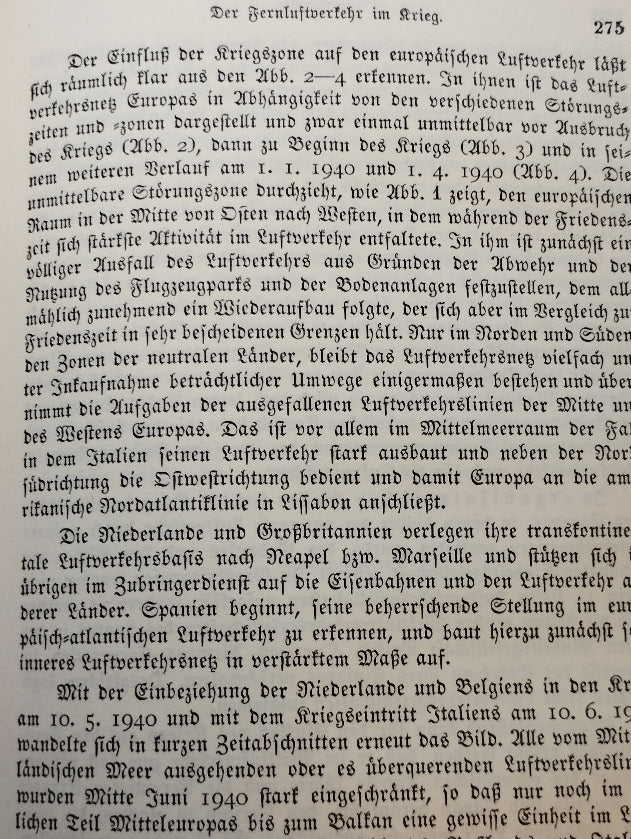 Der Fernluftverkehr im Krieg.
275
Der Einfluß der Kriegszone auf den europäischen Luftverkehr läßt
sich räumlich klar aus den Abb. 2—4 erkennen. In ihnen ist das Luft-
verkehrsnetz Europas in Abhängigkeit von den verschiedenen Störungs-
zeiten und -zonen dargestellt und zwar einmal unmittelbar vor Ausbruch
des Kriegs (Abb. 2), dann zu Beginn des Kriegs (Abb. 3) und in sei-
nem weiteren Verlauf am 1. 1. 1940 und 1. 4. 1940 (Abb. 4). Die
unmittelbare Störungszone durchzieht, wie Abb. 1 zeigt, den europäischen
Raum in der Mitte von Osten nach Westen, in dem während der Friedens-
zeit sich stärkste Aktivität im Luftverkehr entfaltete. In ihm ist zunächst ein
völliger Ausfall des Luftverkehrs aus Gründen der Abwehr und der
Nutzung des Flugzeugparks und der Bodenanlagen festzustellen, dem all
mählich zunehmend ein Wiederaufbau folgte, der sich aber im Vergleich zu
Friedenszeit in sehr bescheidenen Grenzen hält. Nur im Norden und Süden
den Zonen der neutralen Länder, bleibt das Luftverkehrsnetz vielfach un
ter Inkaufnahme beträchtlicher Umwege einigermaßen bestehen und über
nimmt die Aufgaben der ausgefallenen Luftverkehrslinien der Mitte un
des Westens Europas. Das ist vor allem im Mittelmeerraum der Fa
in dem Italien seinen Luftverkehr stark ausbaut und neben der Nor
südrichtung die Ostwestrichtung bedient und damit Europa an die am
rikanische Nordatlantiklinie in Lissabon anschließt.
Die Niederlande und Großbritannien verlegen ihre transkontine
tale Luftverkehrsbasis nach Neapel bzw. Marseille und stützen sich i
übrigen im Zubringerdienst auf die Eisenbahnen und den Luftverkehr a
derer Länder. Spanien beginnt, seine beherrschende Stellung im eur
päisch-atlantischen Luftverkehr zu erkennen, und baut hierzu zunächst s
inneres Luftverkehrsnetz in verstärktem Maße auf.
Mit der Einbeziehung der Niederlande und Belgiens in den Kr
am 10. 5. 1940 und mit dem Kriegseintritt Italiens am 10. 6. 19
wandelte sich in kurzen Zeitabschnitten erneut das Bild. Alle vom Mit
ländischen Meer ausgehenden oder es überquerenden Luftverkehrslin
wurden Mitte Juni 1940 stark eingeschränkt, so daß nur noch im
lichen Teil Mitteleuropas bis zum Balkan eine gewisse Einheit im L